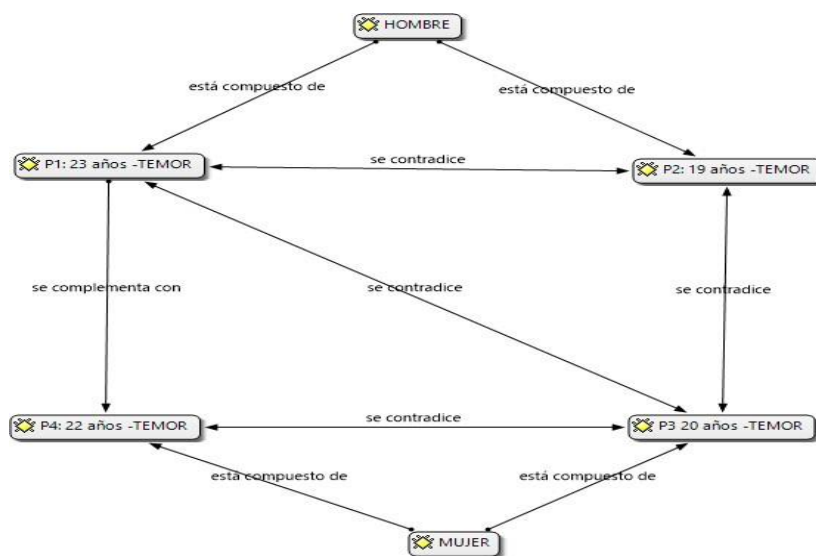 HOMBRE
está compuesto de
está compuesto de
P1: 23 años -TEMOR
se contradice
P2: 19 años -TEMOR
se complementa con
se contradice
se contradice
P4: 22 años -TEMOR
se contradice
P3 20 años -TEMOR
está compuesto de
está compuesto de
MUJER